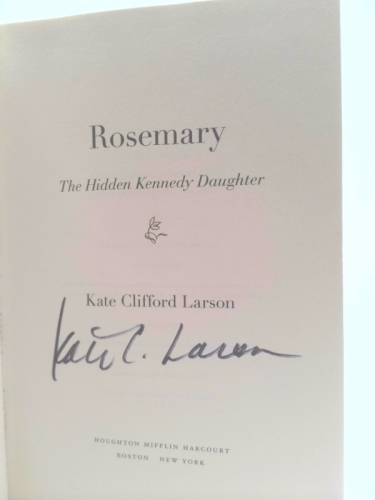 Rosemary
The Hidden Kennedy Daughter
Kate Clifford Larson
Kate C. Larson
HOUGHTON MIFFLIN HARCOURT
BOSTON NEW YORK